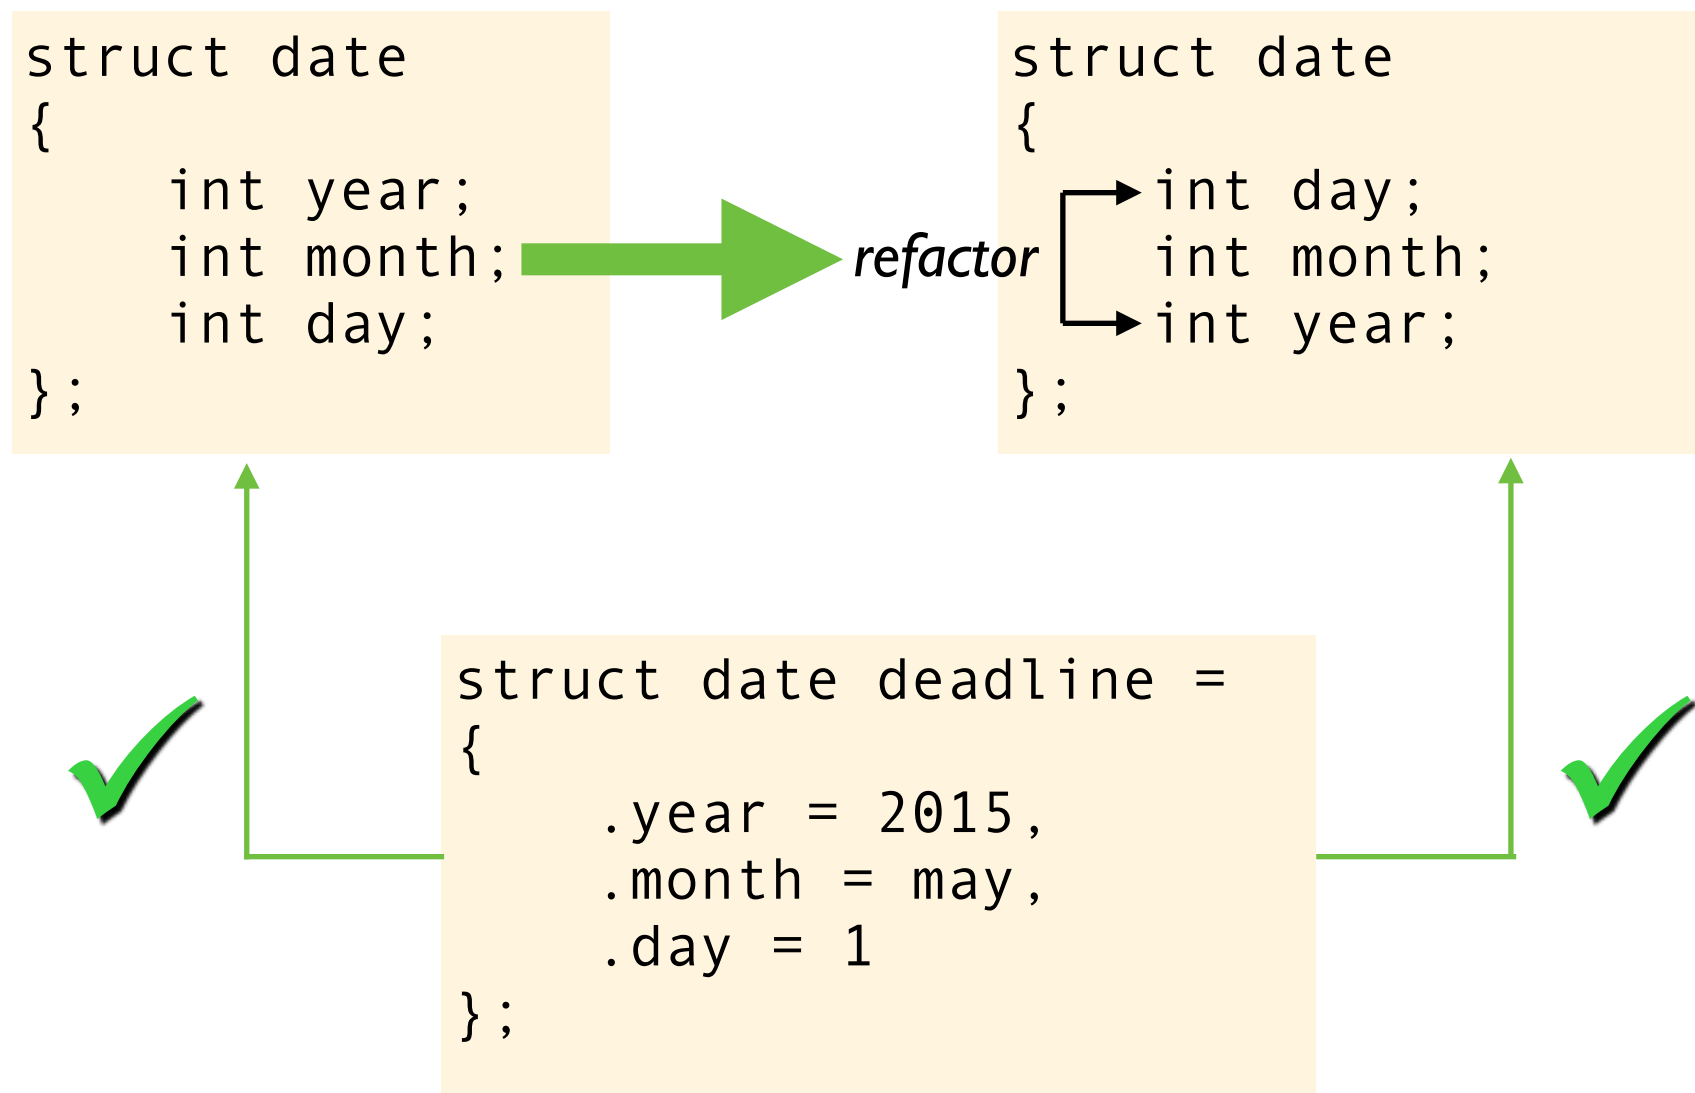 struct date
{
    int year;
    int month;
    int day;
};
refactor
struct date
{
    int day;
    int month;
    int year;
};
struct date deadline =
{
    .year = 2015,
    .month = may,
    .day = 1
};